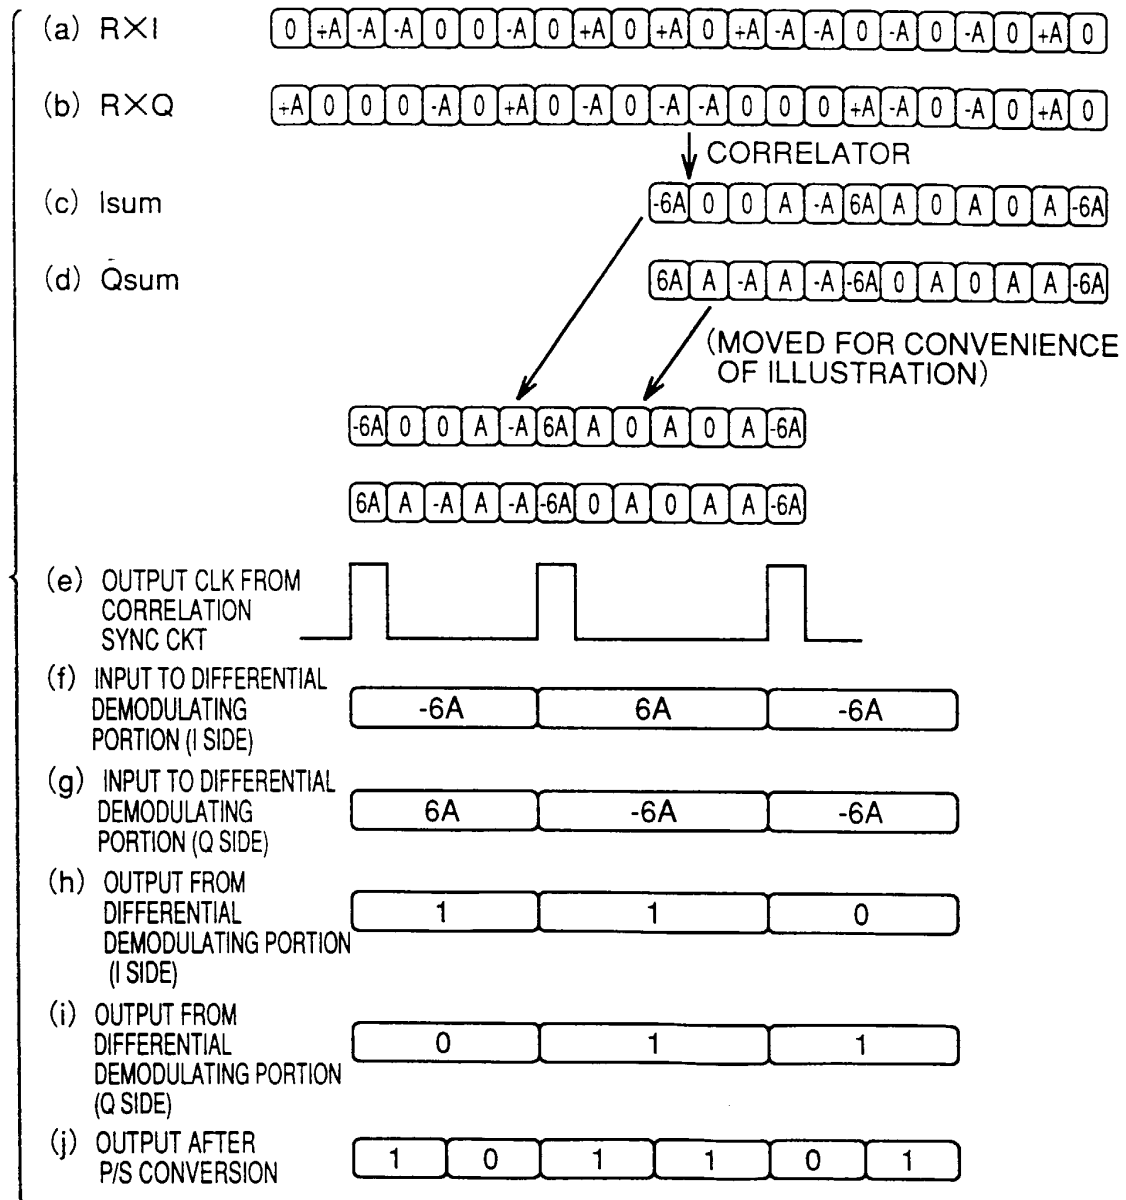 (a) R×I 0 +A -A -A 0 0 -A 0 +A 0 +A 0 +A -A -A 0 -A 0 -A 0 +A 0
(b) R×Q +A 0 0 0 -A 0 +A 0 -A 0 -A -A 0 0 0 +A -A 0 -A 0 +A 0
CORRELATOR
(c) Isum -6A 0 0 A -A 6A A 0 A 0 A -6A
(d) Qsum 6A A -A A -A -6A 0 A 0 A A -6A
(MOVED FOR CONVENIENCE
OF ILLUSTRATION)
-6A 0 0 A -A 6A A 0 A 0 A -6A
6A A -A A -A -6A 0 A 0 A A -6A
(e) OUTPUT CLK FROM
CORRELATION
SYNC CKT
(f) INPUT TO DIFFERENTIAL
DEMODULATING
PORTION (I SIDE)
-6A 6A -6A
(g) INPUT TO DIFFERENTIAL
DEMODULATING
PORTION (Q SIDE)
6A -6A -6A
(h) OUTPUT FROM
DIFFERENTIAL
DEMODULATING PORTION
(I SIDE)
1 1 0
(i) OUTPUT FROM
DIFFERENTIAL
DEMODULATING PORTION
(Q SIDE)
0 1 1
(j) OUTPUT AFTER
P/S CONVERSION
1 0 1 1 0 1